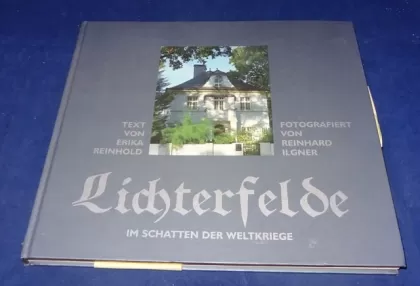 TEXT
VON
ERIKA
REINHOLD
FOTOGRAFIERT
VON
REINHARD
ILGNER
Lichterfelde
IM SCHATTEN DER WELTKRIEGE